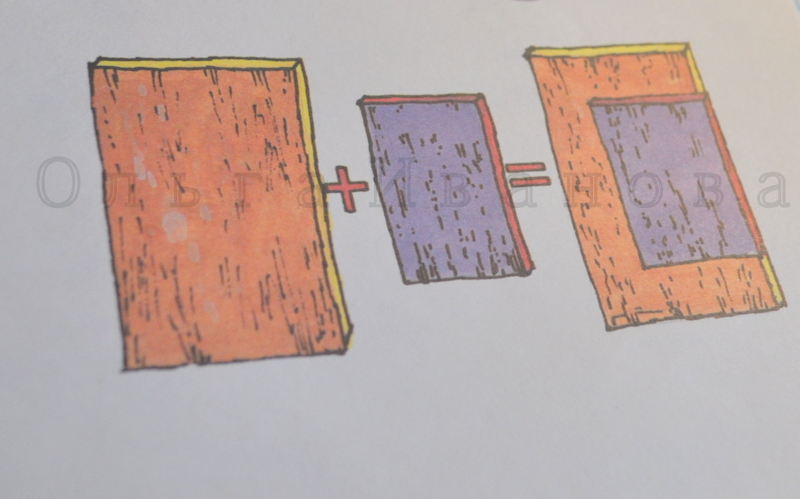 Ольга Иванова
+ =